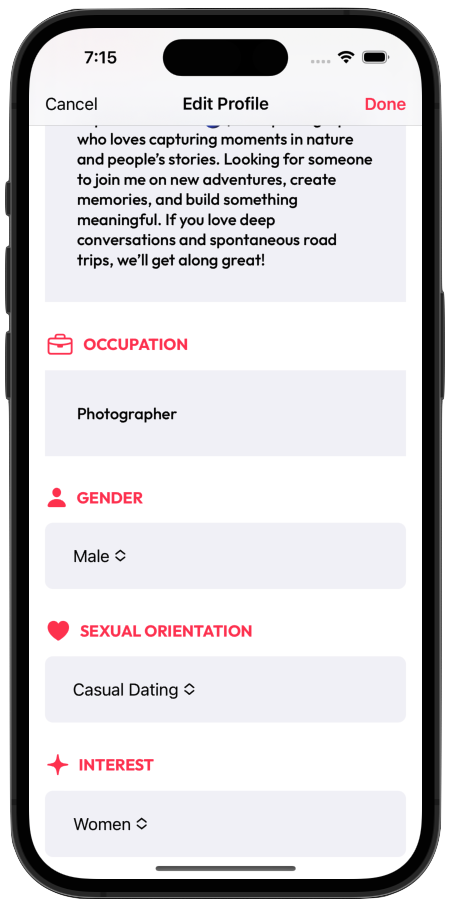 7:15
Cancel Edit Profile Done
who loves capturing moments in nature
and people’s stories. Looking for someone
to join me on new adventures, create
memories, and build something
meaningful. If you love deep
conversations and spontaneous road
trips, we’ll get along great!
OCCUPATION
Photographer
GENDER
Male
SEXUAL ORIENTATION
Casual Dating
INTEREST
Women